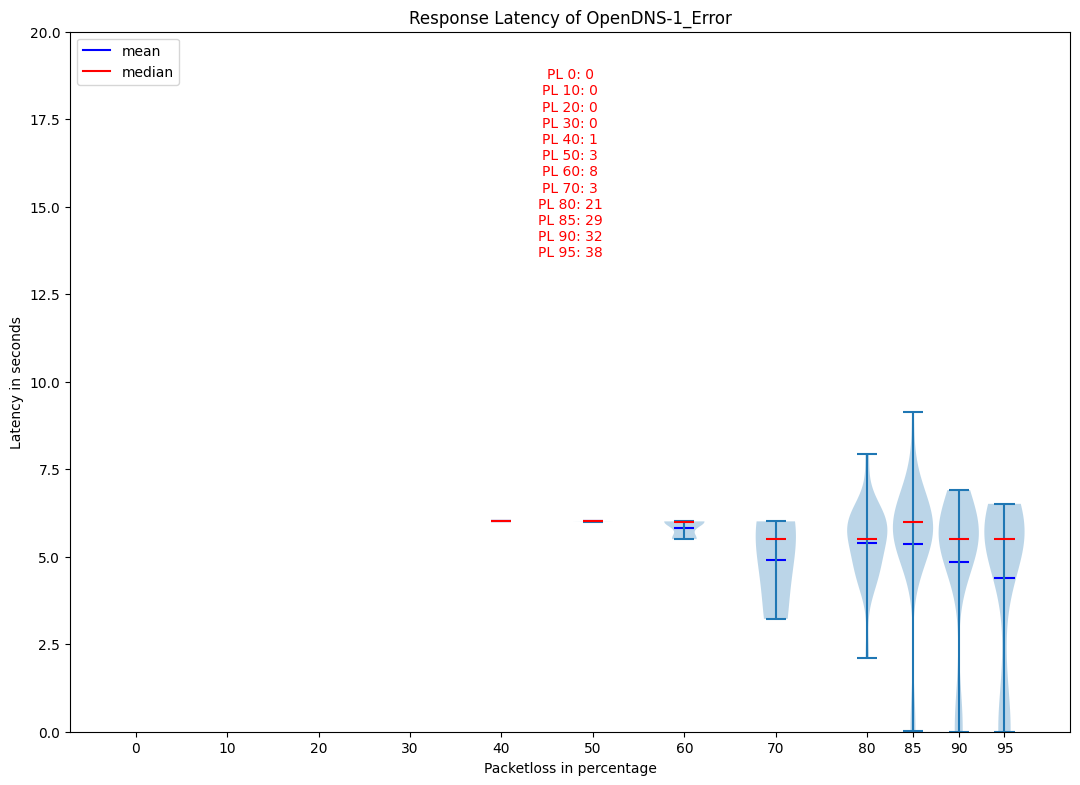 Response Latency of OpenDNS-1_Error
mean
median
PL 0: 0
PL 10: 0
PL 20: 0
PL 30: 0
PL 40: 1
PL 50: 3
PL 60: 8
PL 70: 3
PL 80: 21
PL 85: 29
PL 90: 32
PL 95: 38
Latency in seconds
20.0
17.5
15.0
12.5
10.0
7.5
5.0
2.5
0.0
0 10 20 30 40 50 60 70 80 85 90 95
Packetloss in percentage